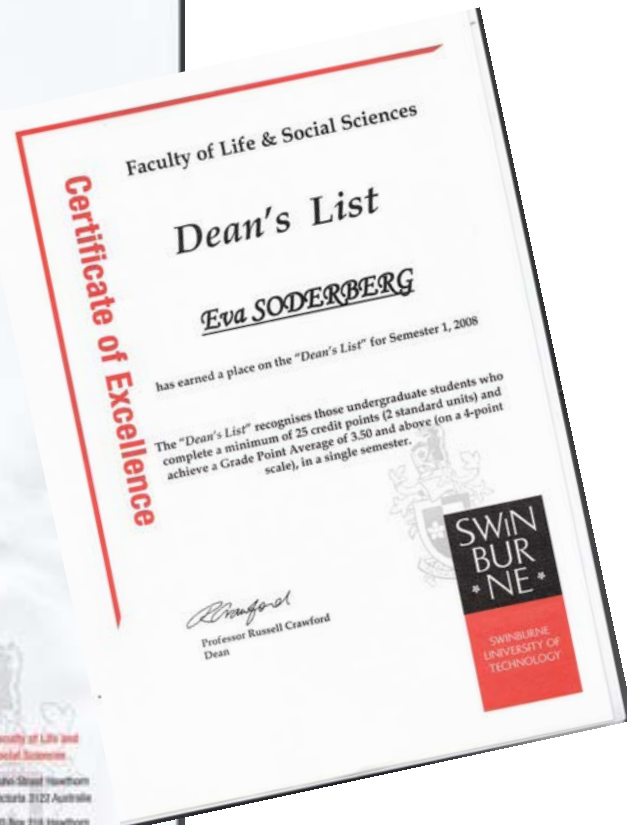 Faculty of Life & Social Sciences
Certificate of Excellence
Dean's List
Eva SODERBERG
has earned a place on the "Dean's List" for Semester 1, 2008
The "Dean's List" recognises those undergraduate students who
complete a minimum of 25 credit points (2 standard units) and
achieve a Grade Point Average of 3.50 and above (on a 4-point
scale), in a single semester.
RCrawford
Professor Russell Crawford
Dean
SWIN
BUR
* NE *
SWINBURNE
UNIVERSITY OF
TECHNOLOGY
of Life and
Sciences
Street Hawthorn
3122 Australia
Hawthorn